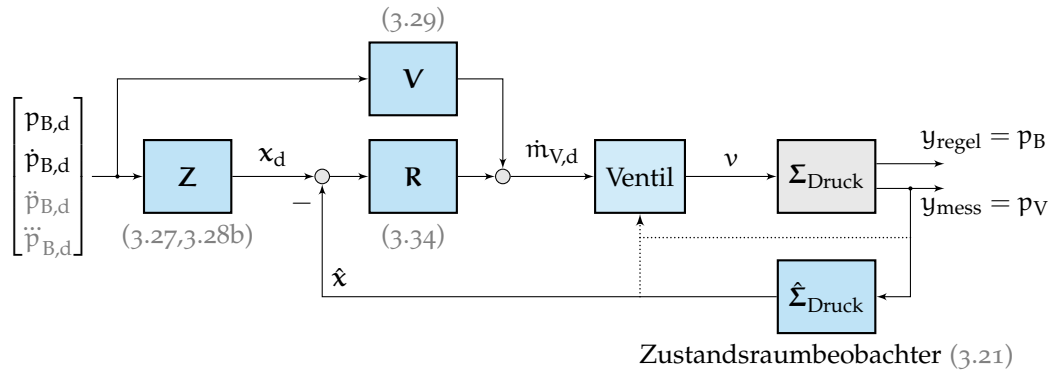 (3.29)
V
p_B,d
ṗ_B,d
p̈_B,d
p⃛_B,d
Z
x_d
−
R
ṁ_V,d
Ventil
v
Σ_Druck
y_regel = p_B
y_mess = p_V
(3.27,3.28b)
(3.34)
x̂
Σ̂_Druck
Zustandsraumbeobachter (3.21)